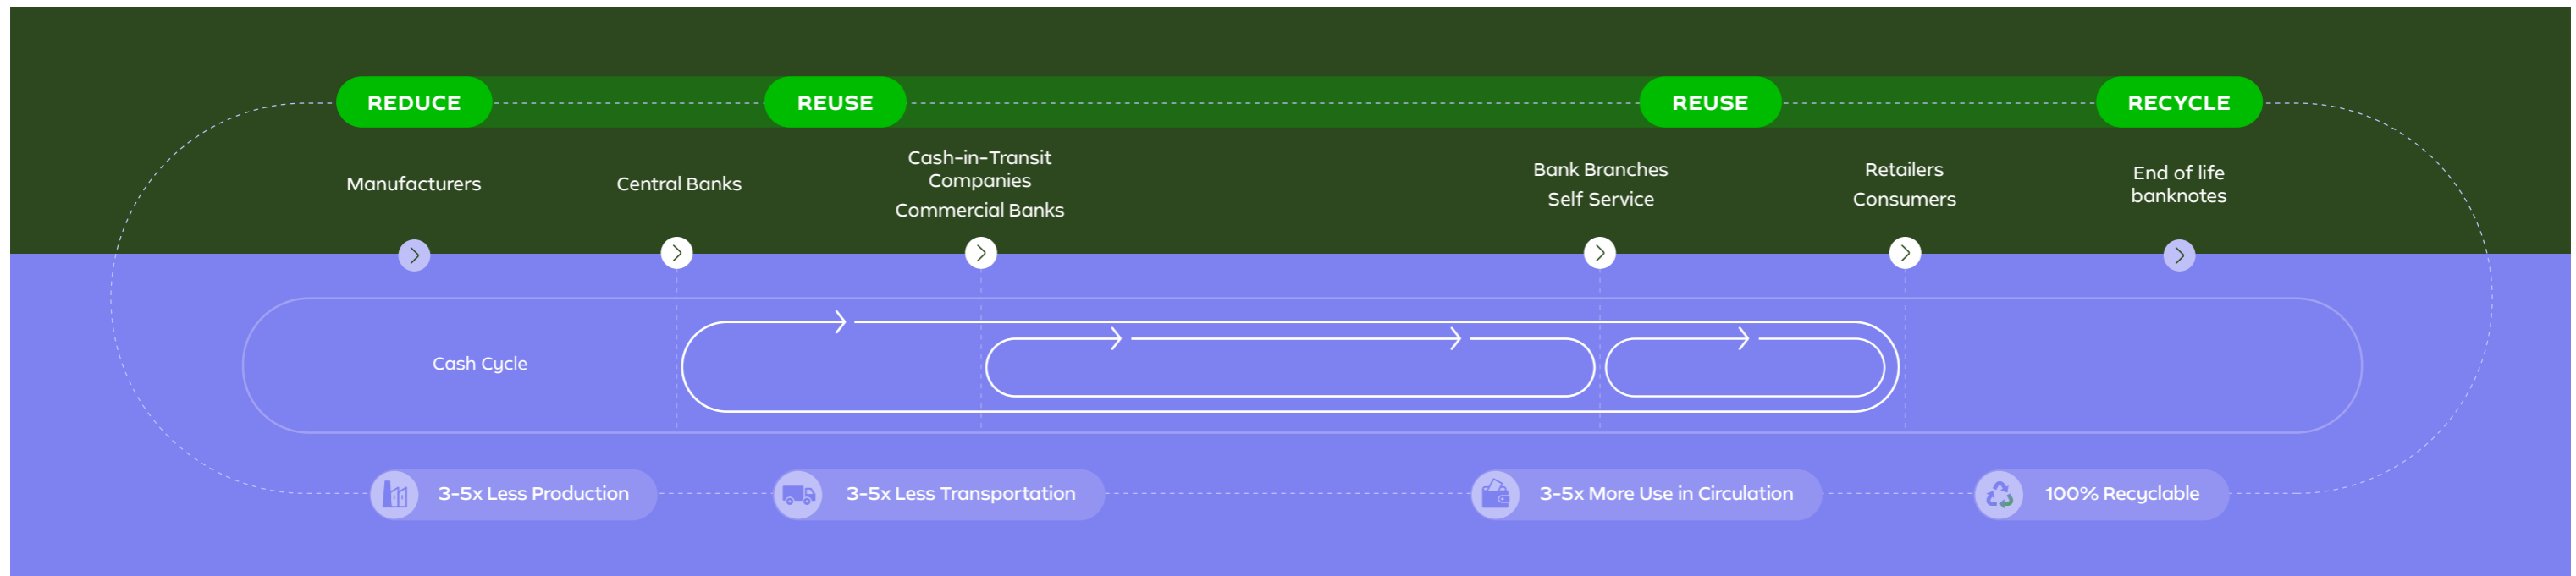 REDUCE
REUSE
REUSE
RECYCLE
Manufacturers
Central Banks
Cash-in-Transit
Companies
Commercial Banks
Bank Branches
Self Service
Retailers
Consumers
End of life
banknotes
Cash Cycle
3-5x Less Production
3-5x Less Transportation
3-5x More Use in Circulation
100% Recyclable